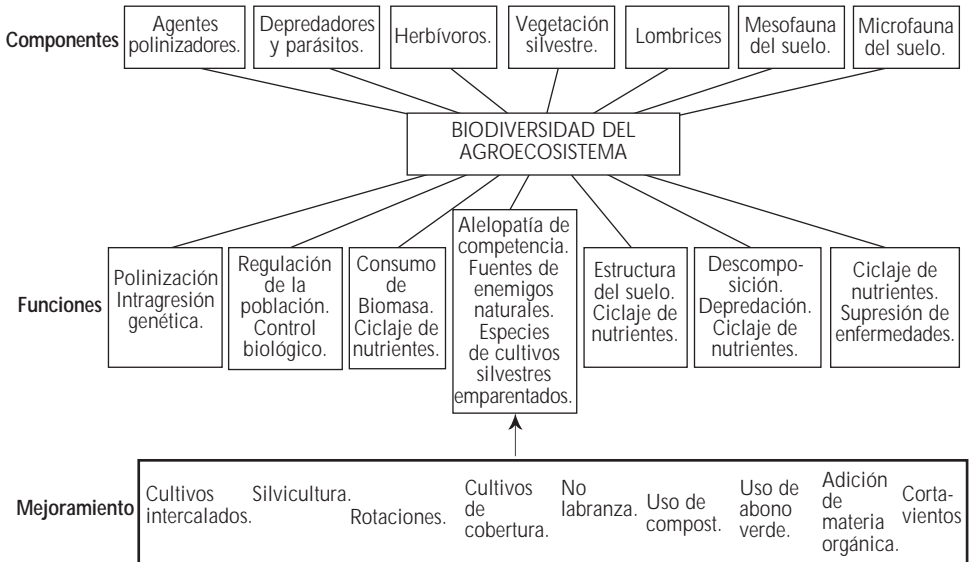 Componentes
Agentes
polinizadores.
Depredadores
y parásitos.
Herbívoros.
Vegetación
silvestre.
Lombrices
Mesofauna
del suelo.
Microfauna
del suelo.
BIODIVERSIDAD DEL
AGROECOSISTEMA
Funciones
Polinización
Intragresión
genética.
Regulación
de la
población.
Control
biológico.
Consumo
de
Biomasa.
Ciclaje de
nutrientes.
Alelopatía de
competencia.
Fuentes de
enemigos
naturales.
Especies
de cultivos
silvestres
emparentados.
Estructura
del suelo.
Ciclaje de
nutrientes.
Descompo-
sición.
Depredación.
Ciclaje de
nutrientes.
Ciclaje de
nutrientes.
Supresión de
enfermedades.
Mejoramiento
Cultivos
intercalados.
Silvicultura.
Rotaciones.
Cultivos
de
cobertura.
No
labranza.
Uso de
compost.
Uso de
abono
verde.
Adición
de
materia
orgánica.
Corta-
vientos